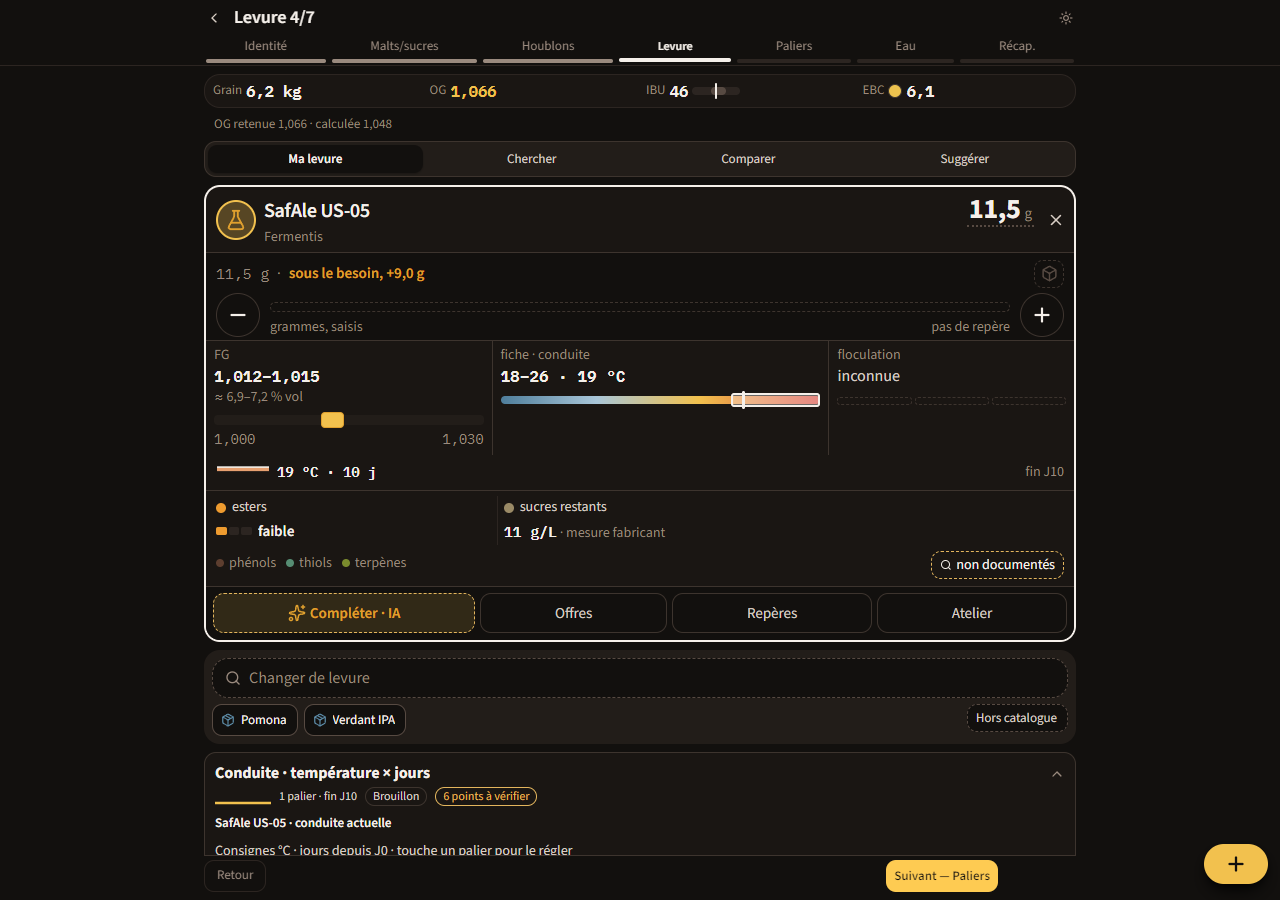 Levure 4/7
Identité
Malts/sucres
Houblons
Levure
Paliers
Eau
Récap.
Grain 6,2 kg
OG 1,066
IBU 46
EBC 6,1
OG retenue 1,066 · calculée 1,048
Ma levure
Chercher
Comparer
Suggérer
SafAle US-05
11,5 g
Fermentis
11,5 g · sous le besoin, +9,0 g
grammes, saisis
pas de repère
FG
1,012–1,015
≈ 6,9–7,2 % vol
1,000
1,030
fiche · conduite
18–26 · 19 °C
floculation
inconnue
19 °C · 10 j
fin J10
esters
faible
sucres restants
11 g/L · mesure fabricant
phénols
thiols
terpènes
non documentés
Compléter · IA
Offres
Repères
Atelier
Changer de levure
Pomona
Verdant IPA
Hors catalogue
Conduite · température × jours
1 palier · fin J10
Brouillon
6 points à vérifier
SafAle US-05 · conduite actuelle
Consignes °C · jours depuis J0 · touche un palier pour le régler
Retour
Suivant — Paliers